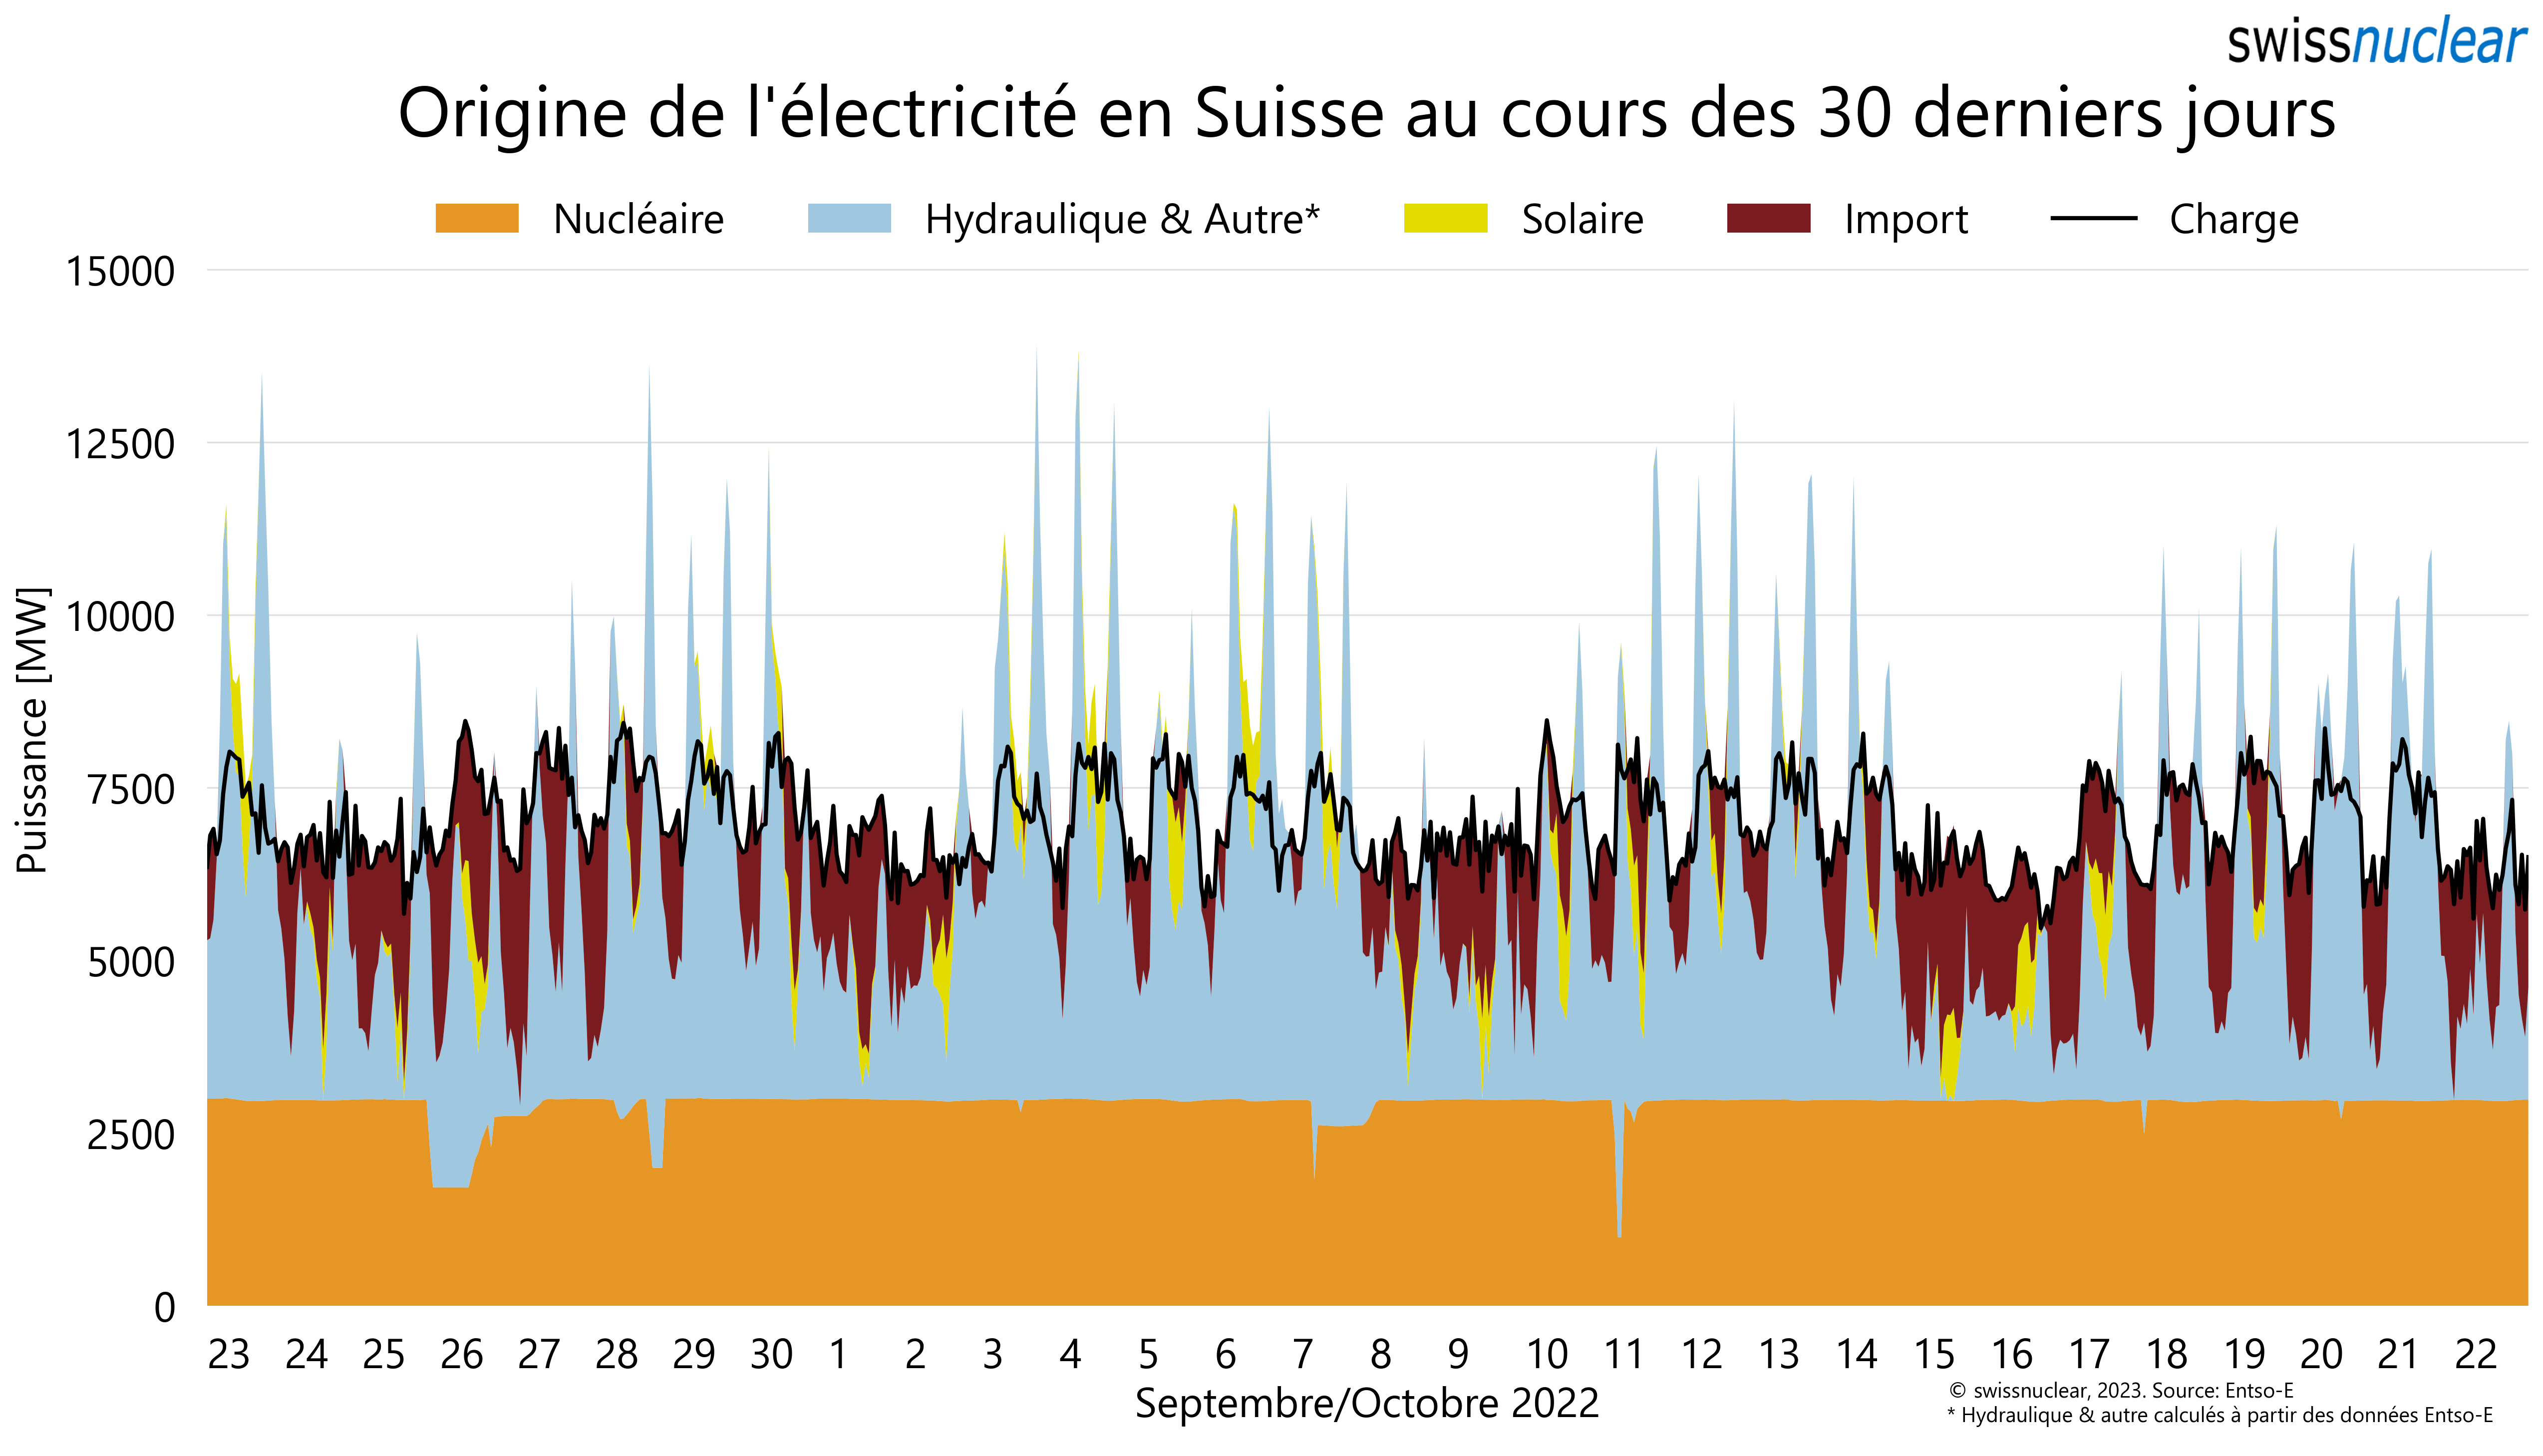 swissnuclear
Origine de l'électricité en Suisse au cours des 30 derniers jours
Nucléaire Hydraulique & Autre* Solaire Import Charge
15000
12500
10000
7500
5000
2500
0
Puissance [MW]
23 24 25 26 27 28 29 30 1 2 3 4 5 6 7 8 9 10 11 12 13 14 15 16 17 18 19 20 21 22
Septembre/Octobre 2022
© swissnuclear, 2023. Source: Entso-E
* Hydraulique & autre calculés à partir des données Entso-E